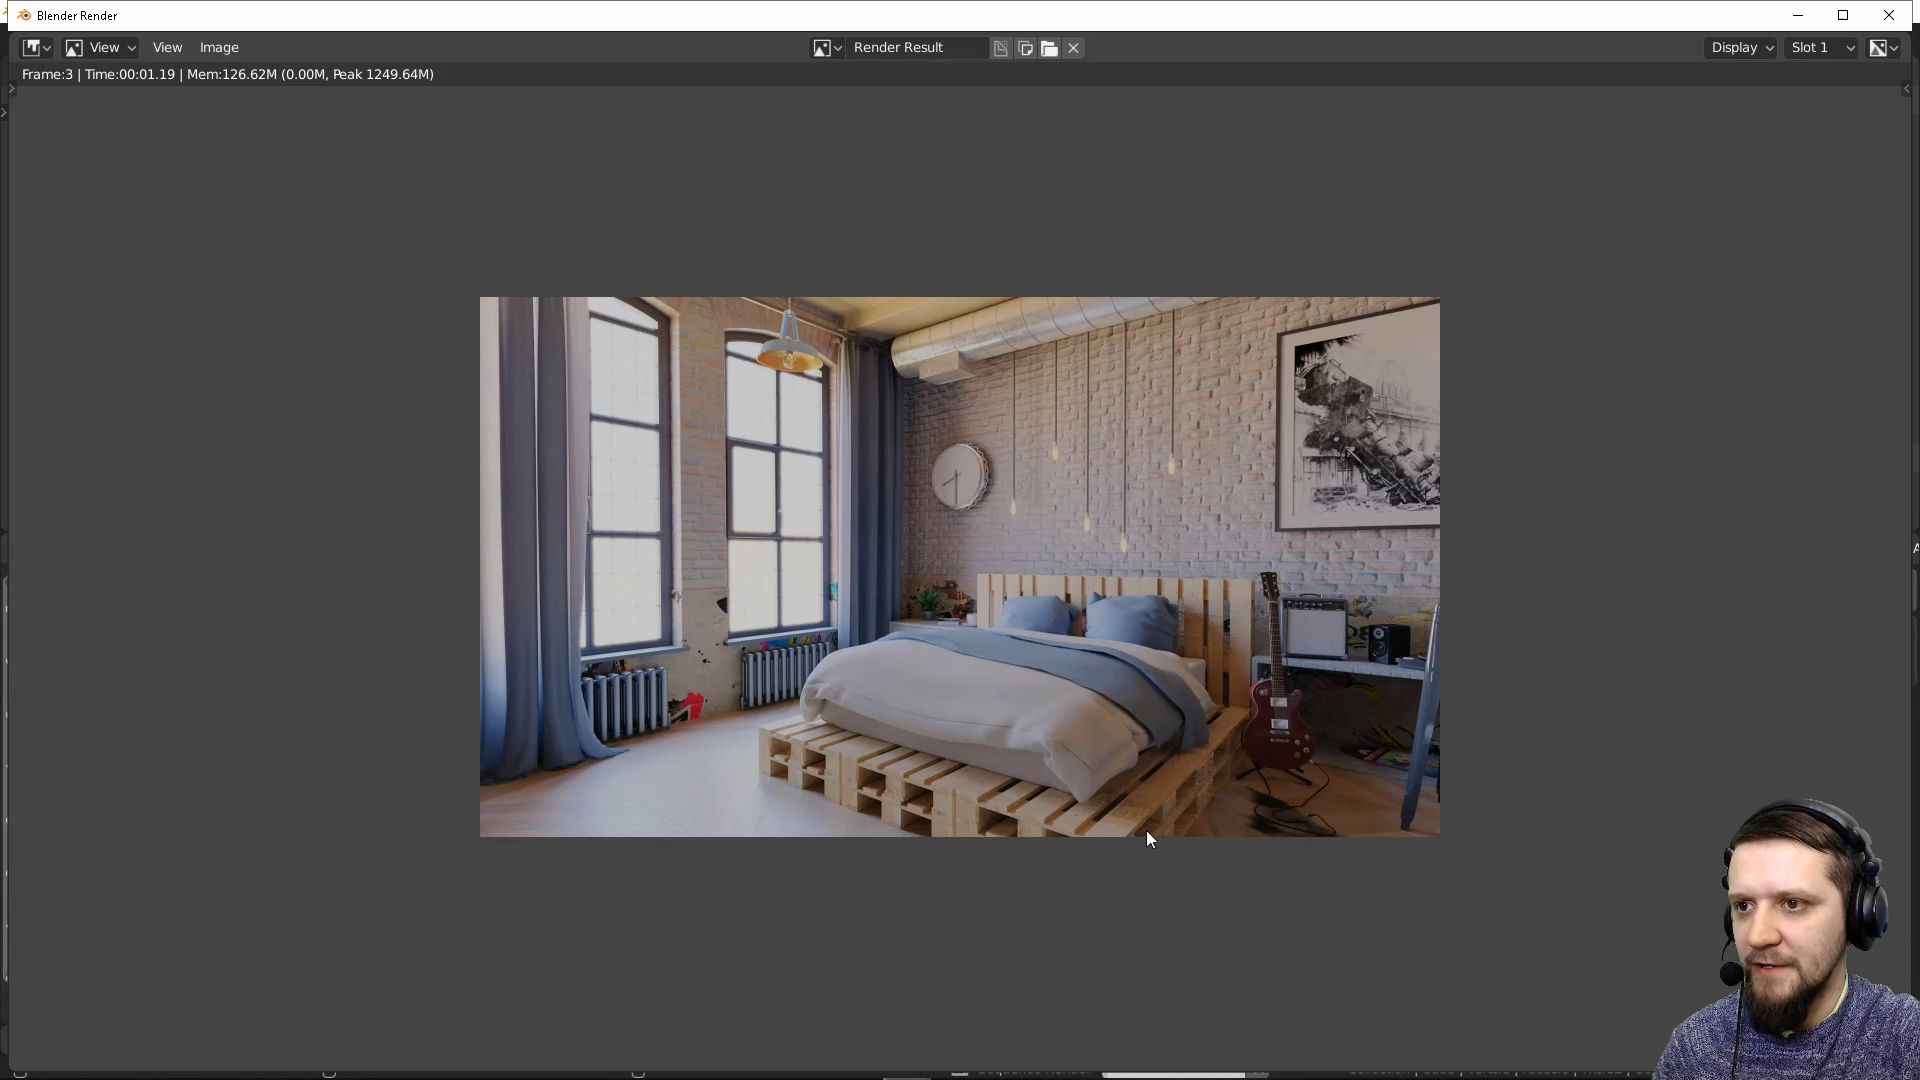 Blender Render
View View Image Render Result Display Slot 1
Frame:3 | Time:00:01.19 | Mem:126.62M (0.00M, Peak 1249.64M)